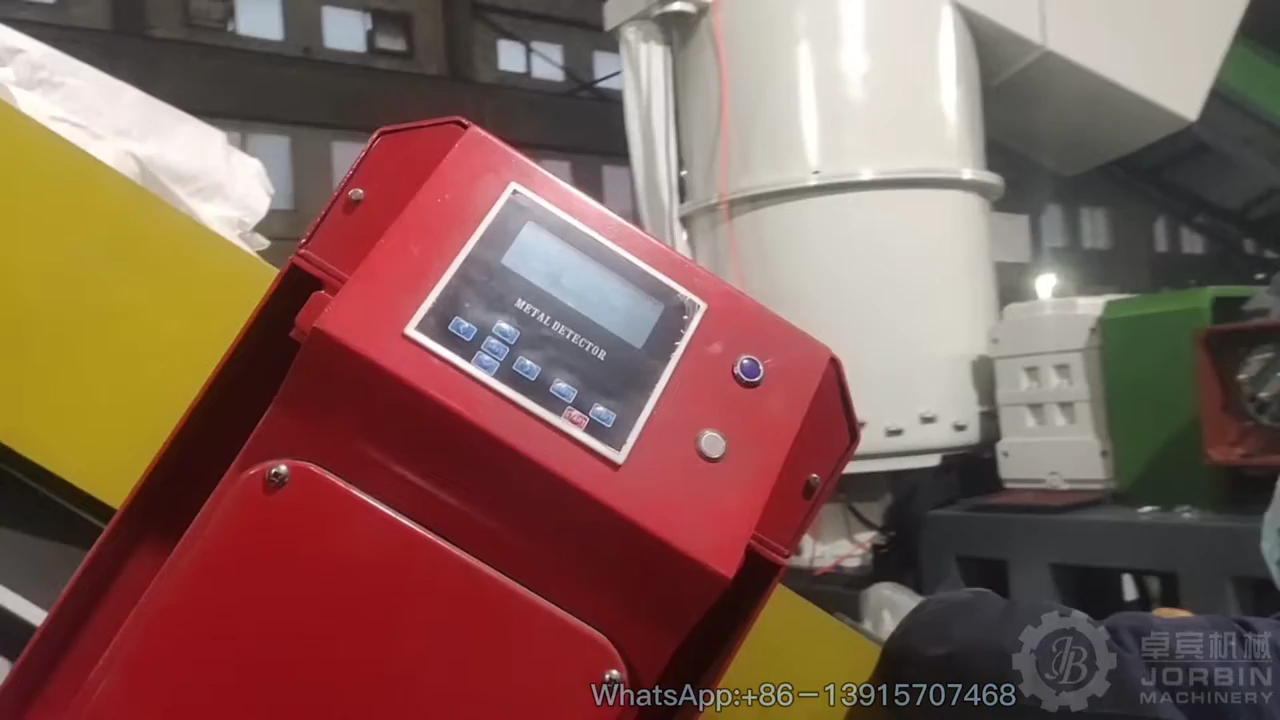 METAL DETECTOR
卓宾机械
JORBIN
MACHINERY
WhatsApp:+86－13915707468